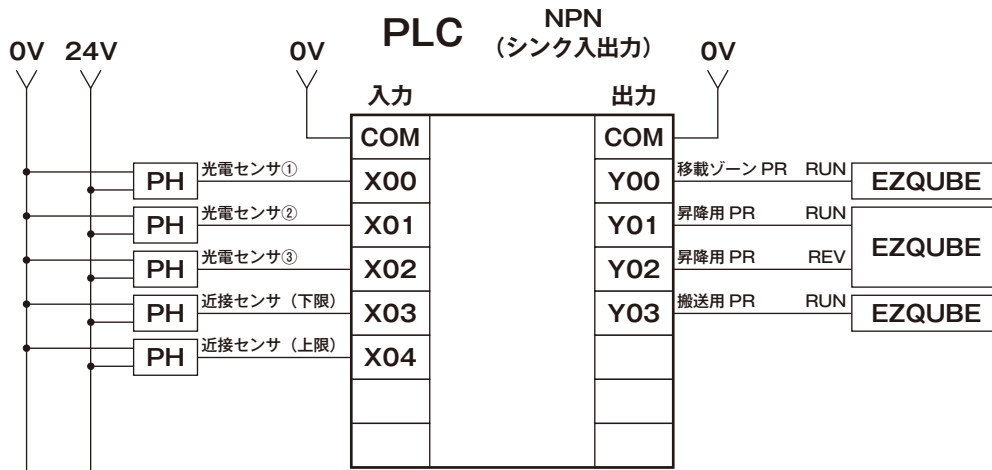 PLC
NPN
（シンク入出力）
0V 24V 0V 0V
入力 出力
COM COM
PH 光電センサ① X00 Y00 移載ゾーン PR RUN EZQUBE
PH 光電センサ② X01 Y01 昇降用 PR RUN
EZQUBE
PH 光電センサ③ X02 Y02 昇降用 PR REV
PH 近接センサ（下限） X03 Y03 搬送用 PR RUN EZQUBE
PH 近接センサ（上限） X04